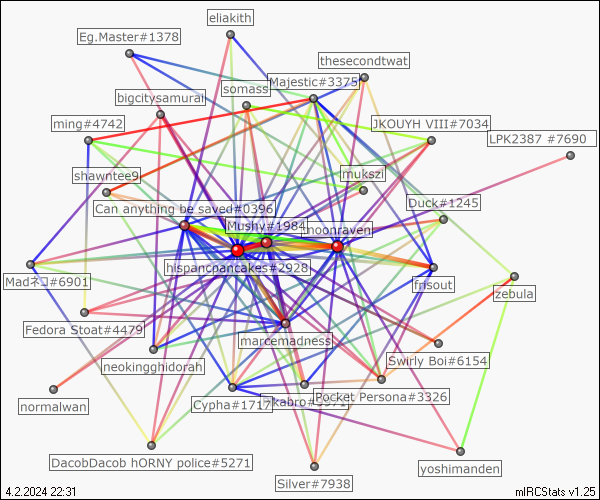 eliakith
Eg.Master#1378
thesecondtwat
Majestic#3375
somass
bigcitysamurai
ming#4742
JKOUYH VIII#7034
LPK2387 #7690
shawntee9
mukszi
Can anything be saved#0396
Duck#1245
Mushy#1984
noonraven
hispancpancakes#2928
Madネコ#6901
frisout
zebula
Fedora Stoat#4479
marcemadness
neokingghidorah
Swirly Boi#6154
normalwan
Cypha#1717
Pocket Persona#3326
DacobDacob hORNY police#5271
yoshimanden
Silver#7938
4.2.2024 22:31
mIRCStats v1.25